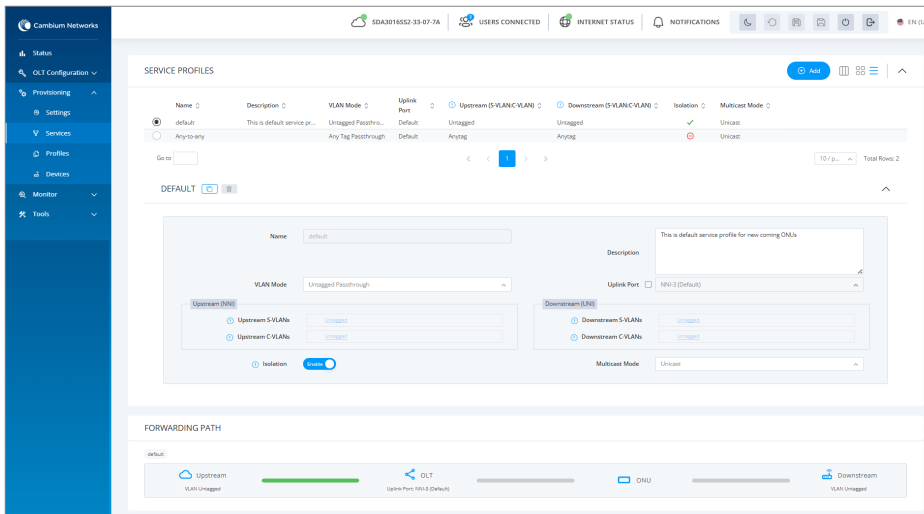 Cambium Networks
SDA3016SS2-33-07-7A
USERS CONNECTED
INTERNET STATUS
NOTIFICATIONS
Status
OLT Configuration
Provisioning
Settings
Services
Profiles
Devices
Monitor
Tools
SERVICE PROFILES
Add
Name Description VLAN Mode Uplink Port Upstream (S-VLAN:C-VLAN) Downstream (S-VLAN:C-VLAN) Isolation Multicast Mode
default This is default service pr... Untagged Passthro... Default Untagged Untagged Unicast
Any-to-any Any Tag Passthrough Default Anytag Anytag Unicast
Go to
1
10 / p...
Total Rows: 2
DEFAULT
Name default
Description This is default service profile for new coming ONUs
VLAN Mode Untagged Passthrough
Uplink Port NNI-3 (Default)
Upstream (NNI)
Upstream S-VLANs Untagged
Upstream C-VLANs Untagged
Downstream (UNI)
Downstream S-VLANs Untagged
Downstream C-VLANs Untagged
Isolation Enable
Multicast Mode Unicast
FORWARDING PATH
default
Upstream
VLAN Untagged
OLT
Uplink Port: NNI-3 (Default)
ONU
Downstream
VLAN Untagged